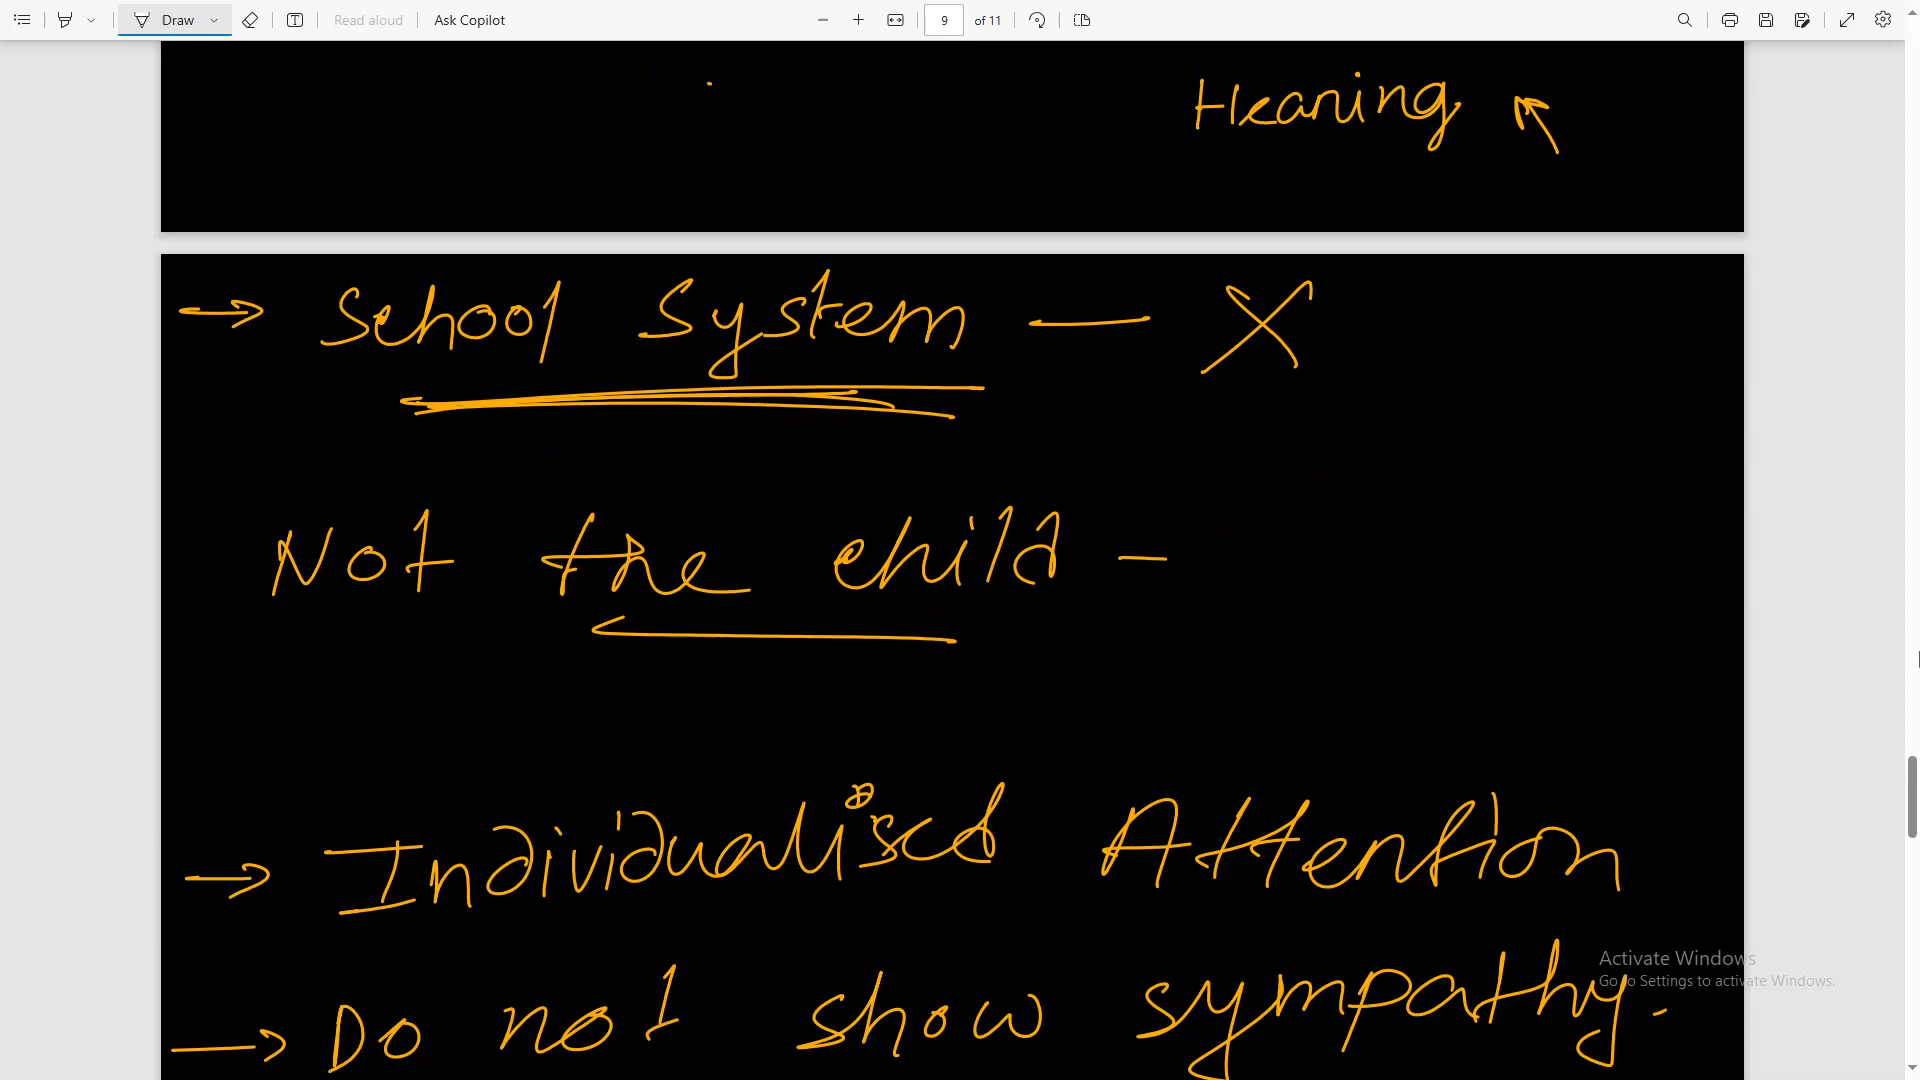 Draw
Read aloud
Ask Copilot
9 of 11
Hearing
→ School System — X
Not the child -
→ Individualised Attention
→ Do not show sympathy.
Activate Windows
Go to Settings to activate Windows.